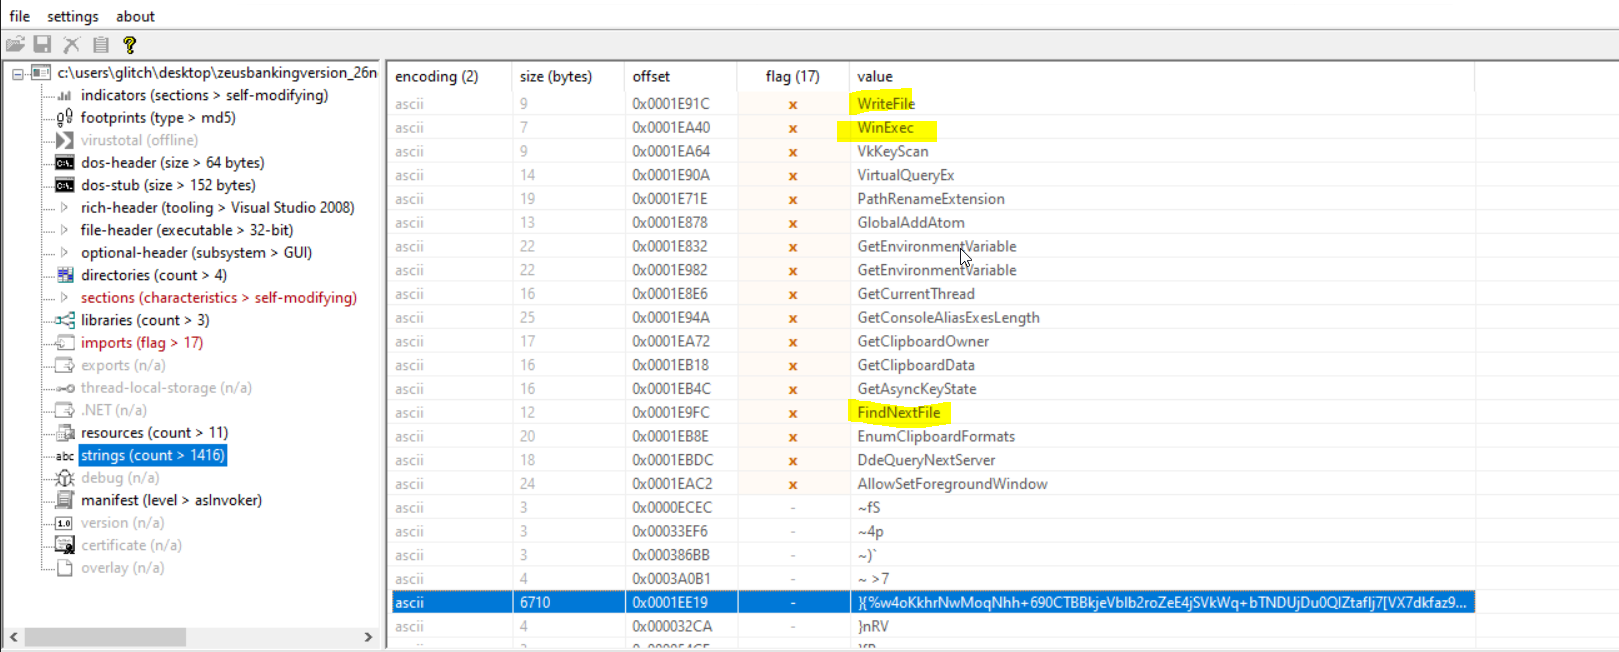 file settings about
c:\users\glitch\desktop\zeusbankingversion_26n
indicators (sections > self-modifying)
footprints (type > md5)
virustotal (offline)
dos-header (size > 64 bytes)
dos-stub (size > 152 bytes)
rich-header (tooling > Visual Studio 2008)
file-header (executable > 32-bit)
optional-header (subsystem > GUI)
directories (count > 4)
sections (characteristics > self-modifying)
libraries (count > 3)
imports (flag > 17)
exports (n/a)
thread-local-storage (n/a)
.NET (n/a)
resources (count > 11)
abc strings (count > 1416)
debug (n/a)
manifest (level > asInvoker)
1.0 version (n/a)
certificate (n/a)
overlay (n/a)
encoding (2) size (bytes) offset flag (17) value
ascii 9 0x0001E91C x WriteFile
ascii 7 0x0001EA40 x WinExec
ascii 9 0x0001EA64 x VkKeyScan
ascii 14 0x0001E90A x VirtualQueryEx
ascii 19 0x0001E71E x PathRenameExtension
ascii 13 0x0001E878 x GlobalAddAtom
ascii 22 0x0001E832 x GetEnvironmentVariable
ascii 22 0x0001E982 x GetEnvironmentVariable
ascii 16 0x0001E8E6 x GetCurrentThread
ascii 25 0x0001E94A x GetConsoleAliasExesLength
ascii 17 0x0001EA72 x GetClipboardOwner
ascii 16 0x0001EB18 x GetClipboardData
ascii 16 0x0001EB4C x GetAsyncKeyState
ascii 12 0x0001E9FC x FindNextFile
ascii 20 0x0001EB8E x EnumClipboardFormats
ascii 18 0x0001EBDC x DdeQueryNextServer
ascii 24 0x0001EAC2 x AllowSetForegroundWindow
ascii 3 0x0000ECEC - ~fS
ascii 3 0x00033EF6 - ~4p
ascii 3 0x000386BB - ~)`
ascii 4 0x0003A0B1 - ~ >7
ascii 6710 0x0001EE19 -
ascii 4 0x000032CA - }nRV